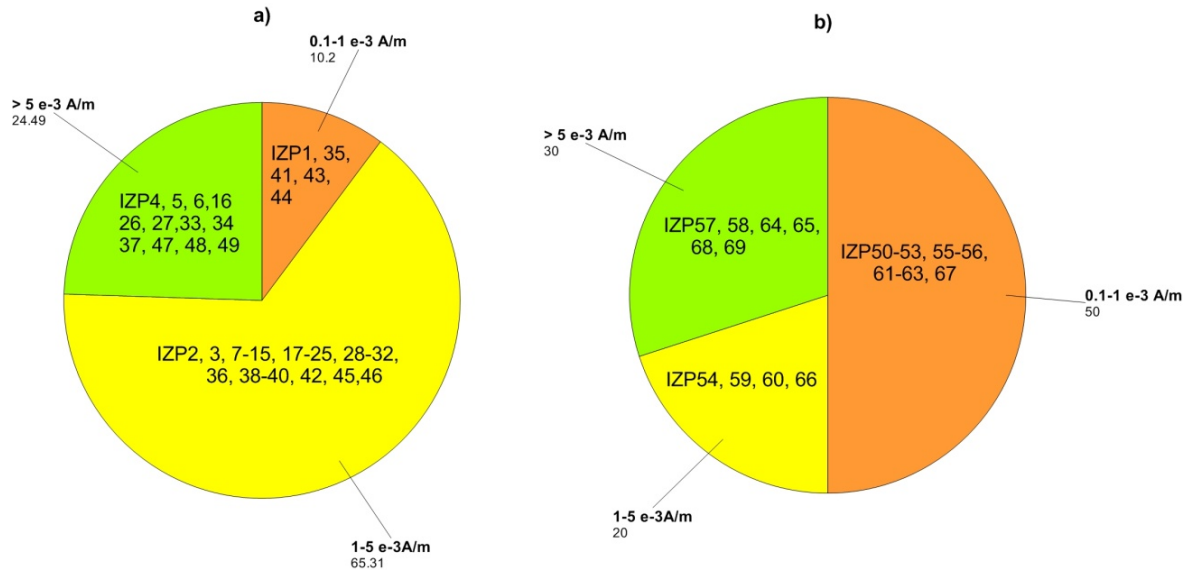 a)
0.1-1 e-3 A/m
10.2
> 5 e-3 A/m
24.49
IZP1, 35,
41, 43,
44
IZP4, 5, 6,16
26, 27,33, 34
37, 47, 48, 49
IZP2, 3, 7-15, 17-25, 28-32,
36, 38-40, 42, 45,46
1-5 e-3A/m
65.31
b)
> 5 e-3 A/m
30
IZP57, 58, 64, 65,
68, 69
IZP50-53, 55-56,
61-63, 67
0.1-1 e-3 A/m
50
IZP54, 59, 60, 66
1-5 e-3A/m
20